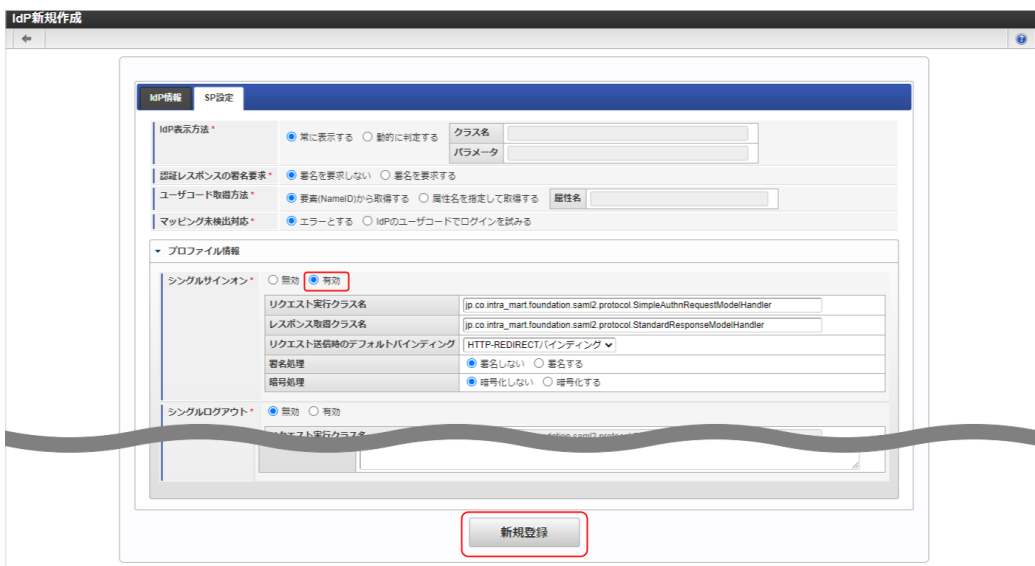 IdP新規作成
IdP情報 SP設定
IdP表示方法* 常に表示する 動的に判定する クラス名
パラメータ
認証レスポンスの署名要求* 署名を要求しない 署名を要求する
ユーザコード取得方法* 要素(NameID)から取得する 属性名を指定して取得する 属性名
マッピング未検出対応* エラーとする IdPのユーザコードでログインを試みる
プロファイル情報
シングルサインオン* 無効 有効
リクエスト実行クラス名 jp.co.intra_mart.foundation.saml2.protocol.SimpleAuthnRequestModelHandler
レスポンス取得クラス名 jp.co.intra_mart.foundation.saml2.protocol.StandardResponseModelHandler
リクエスト送信時のデフォルトバインディング HTTP-REDIRECTバインディング
署名処理 署名しない 署名する
暗号処理 暗号化しない 暗号化する
シングルログアウト* 無効 有効
新規登録